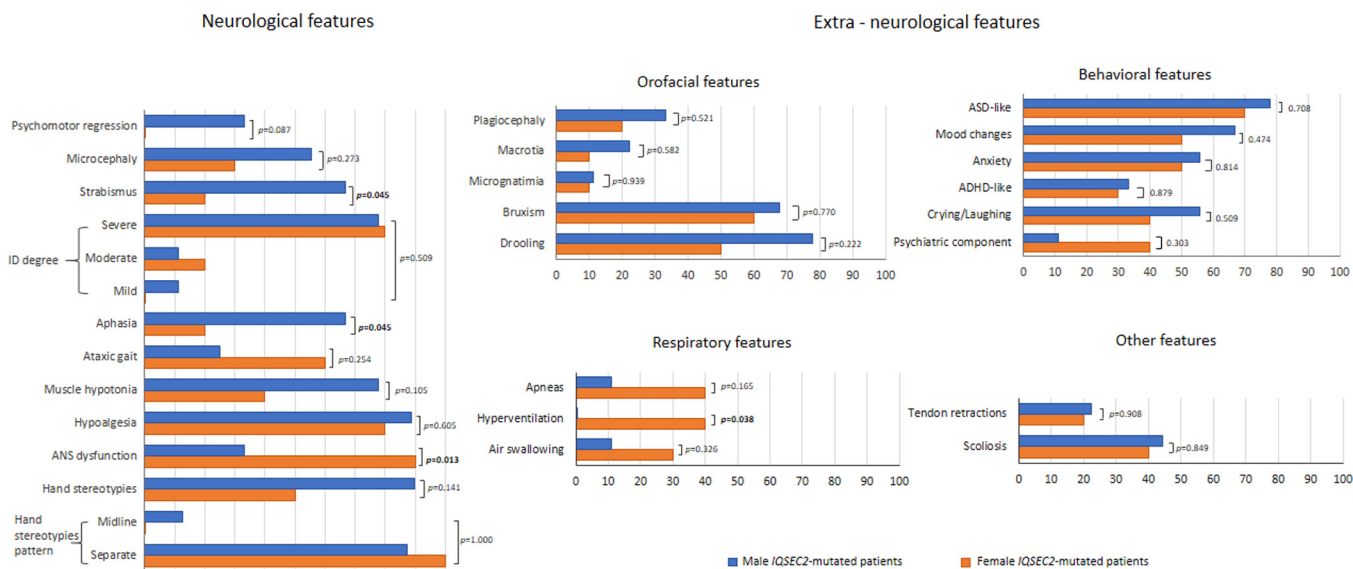 Neurological features
Extra - neurological features
Psychomotor regression
p=0.087
Microcephaly
p=0.273
Strabismus
p=0.045
ID degree
Severe
Moderate
Mild
p=0.509
Aphasia
p=0.045
Ataxic gait
p=0.254
Muscle hypotonia
p=0.105
Hypoalgesia
p=0.605
ANS dysfunction
p=0.013
Hand stereotypies
p=0.141
Hand
stereotypies
pattern
Midline
Separate
p=1.000
Orofacial features
Plagiocephaly
p=0.521
Macrotia
p=0.582
Micrognatimia
p=0.939
Bruxism
p=0.770
Drooling
p=0.222
0 10 20 30 40 50 60 70 80 90 100
Behavioral features
ASD-like
0.708
Mood changes
0.474
Anxiety
0.814
ADHD-like
0.879
Crying/Laughing
0.509
Psychiatric component
0.303
0 10 20 30 40 50 60 70 80 90 100
Respiratory features
Apneas
p=0.165
Hyperventilation
p=0.038
Air swallowing
p=0.326
0 10 20 30 40 50 60 70 80 90 100
Other features
Tendon retractions
p=0.908
Scoliosis
p=0.849
0 10 20 30 40 50 60 70 80 90 100
Male IQSEC2-mutated patients
Female IQSEC2-mutated patients